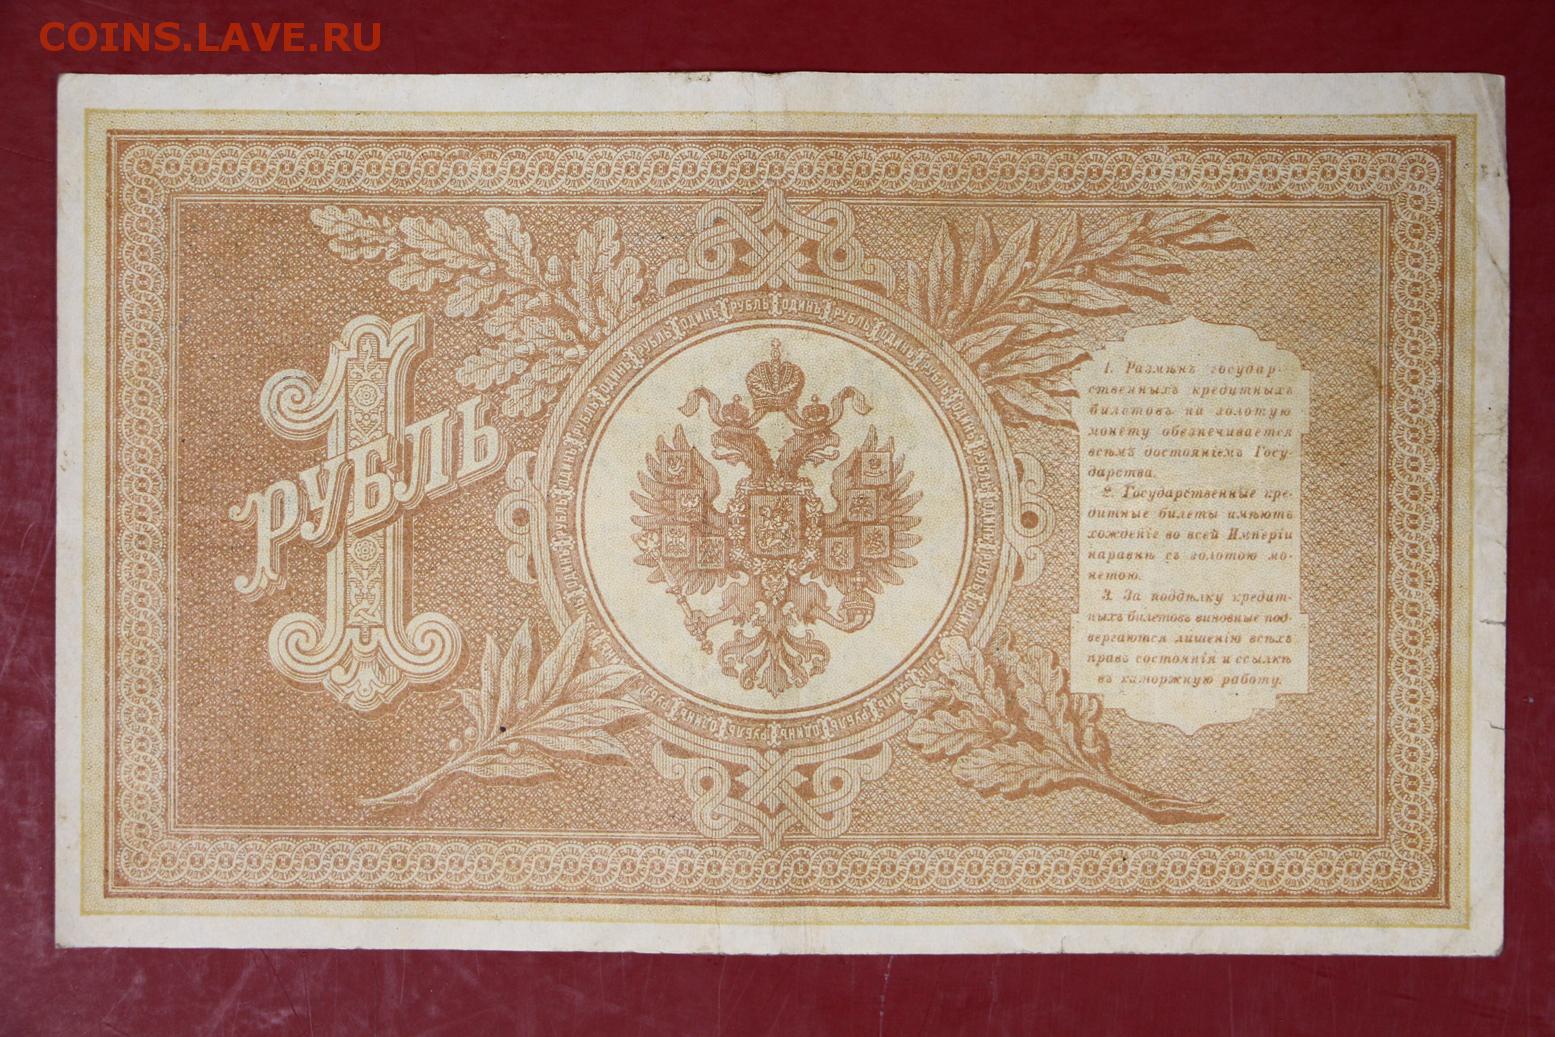 COINS.LAVE.RU
1
РУБЛЬ
1. Размѣнъ государ-
ственныхъ кредитныхъ
билетовъ на золотую
монету обезпечивается
всѣмъ достояніемъ Госу-
дарства.
2. Государственные кре-
дитные билеты имѣютъ
хожденіе во всей Имперіи
наравнѣ съ золотою мо-
нетою.
3. За поддѣлку кредит-
ныхъ билетовъ виновные под-
вергаются лишенію всѣхъ
правъ состоянія и ссылкѣ
въ каторжную работу.